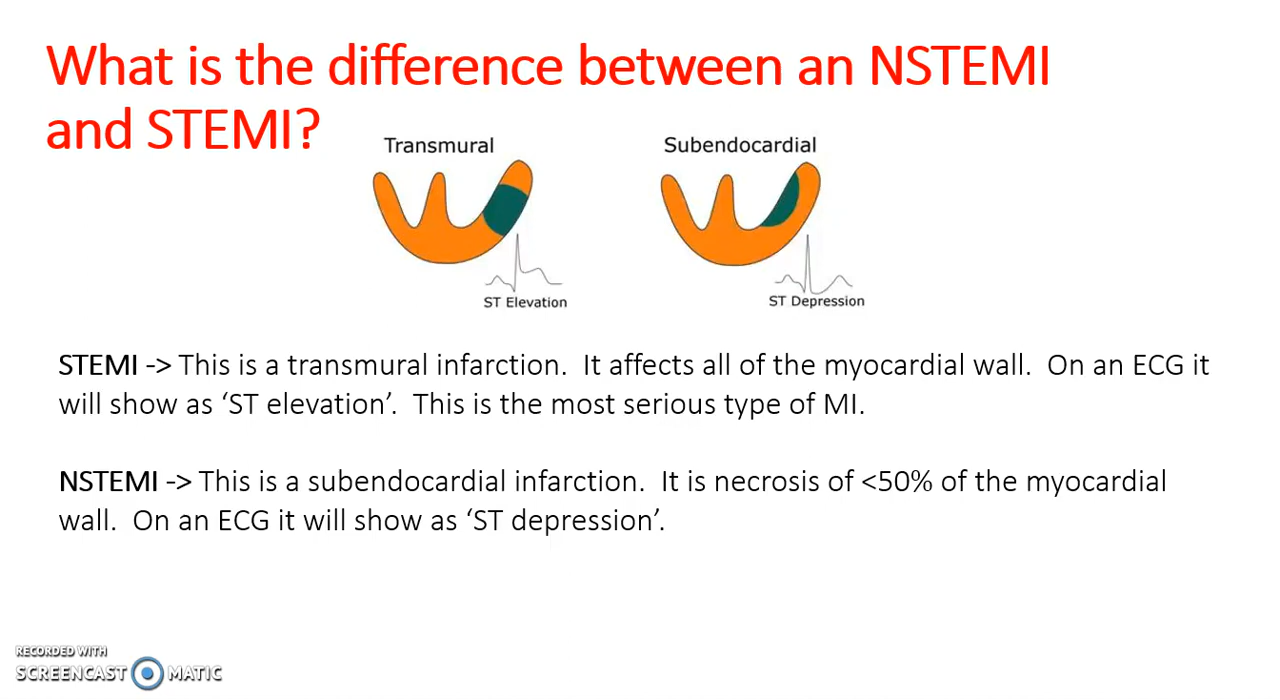 What is the difference between an NSTEMI
and STEMI?
Transmural
Subendocardial
ST Elevation
ST Depression
STEMI -> This is a transmural infarction.  It affects all of the myocardial wall.  On an ECG it
will show as ‘ST elevation’.  This is the most serious type of MI.
NSTEMI -> This is a subendocardial infarction.  It is necrosis of <50% of the myocardial
wall.  On an ECG it will show as ‘ST depression’.
RECORDED WITH
SCREENCAST MATIC